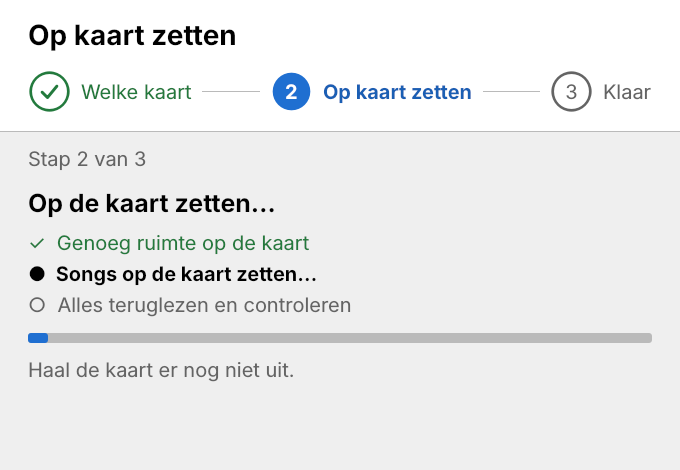 Op kaart zetten
Welke kaart
2 Op kaart zetten
3 Klaar
Stap 2 van 3
Op de kaart zetten...
Genoeg ruimte op de kaart
Songs op de kaart zetten...
Alles teruglezen en controleren
Haal de kaart er nog niet uit.